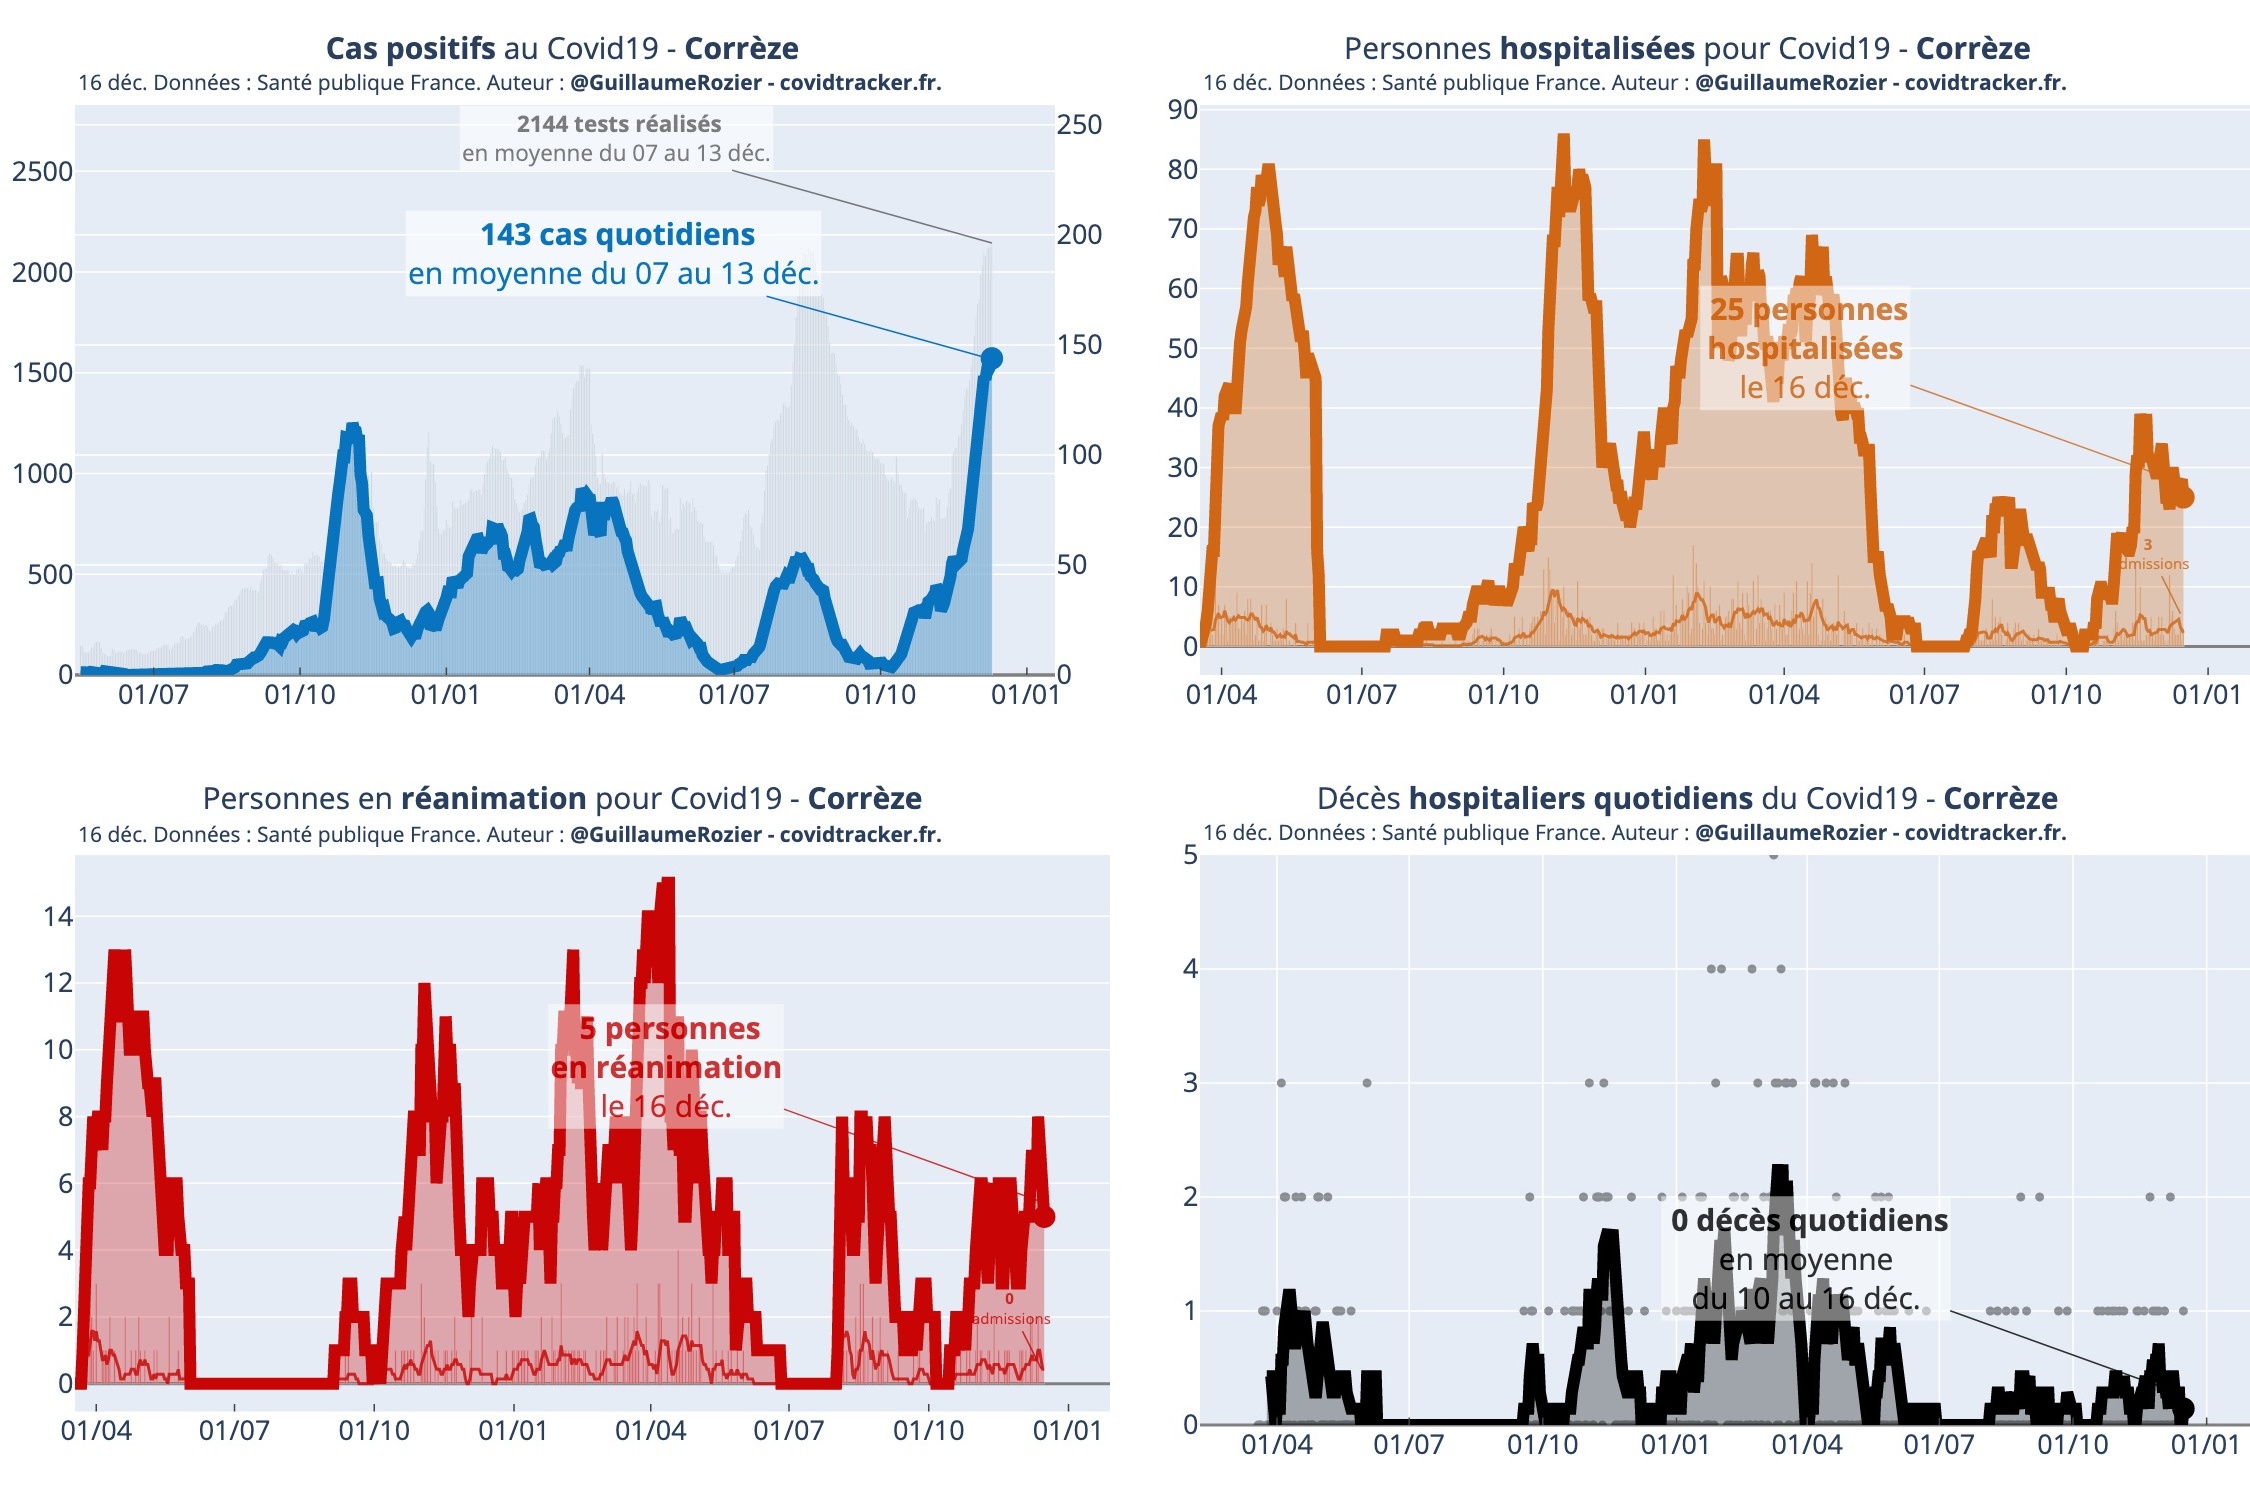 Cas positifs au Covid19 - Corrèze
16 déc. Données : Santé publique France. Auteur : @GuillaumeRozier - covidtracker.fr.
2144 tests réalisés
en moyenne du 07 au 13 déc.
143 cas quotidiens
en moyenne du 07 au 13 déc.
2500
2000
1500
1000
500
0
250
200
150
100
50
0
01/07 01/10 01/01 01/04 01/07 01/10 01/01
Personnes hospitalisées pour Covid19 - Corrèze
16 déc. Données : Santé publique France. Auteur : @GuillaumeRozier - covidtracker.fr.
90
80
70
60
50
40
30
20
10
0
25 personnes
hospitalisées
le 16 déc.
3
admissions
01/04 01/07 01/10 01/01 01/04 01/07 01/10 01/01
Personnes en réanimation pour Covid19 - Corrèze
16 déc. Données : Santé publique France. Auteur : @GuillaumeRozier - covidtracker.fr.
14
12
10
8
6
4
2
0
5 personnes
en réanimation
le 16 déc.
0
admissions
01/04 01/07 01/10 01/01 01/04 01/07 01/10 01/01
Décès hospitaliers quotidiens du Covid19 - Corrèze
16 déc. Données : Santé publique France. Auteur : @GuillaumeRozier - covidtracker.fr.
5
4
3
2
1
0
0 décès quotidiens
en moyenne
du 10 au 16 déc.
01/04 01/07 01/10 01/01 01/04 01/07 01/10 01/01